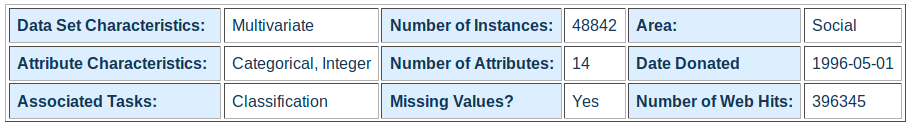 Data Set Characteristics: Multivariate Number of Instances: 48842 Area: Social
Attribute Characteristics: Categorical, Integer Number of Attributes: 14 Date Donated 1996-05-01
Associated Tasks: Classification Missing Values? Yes Number of Web Hits: 396345